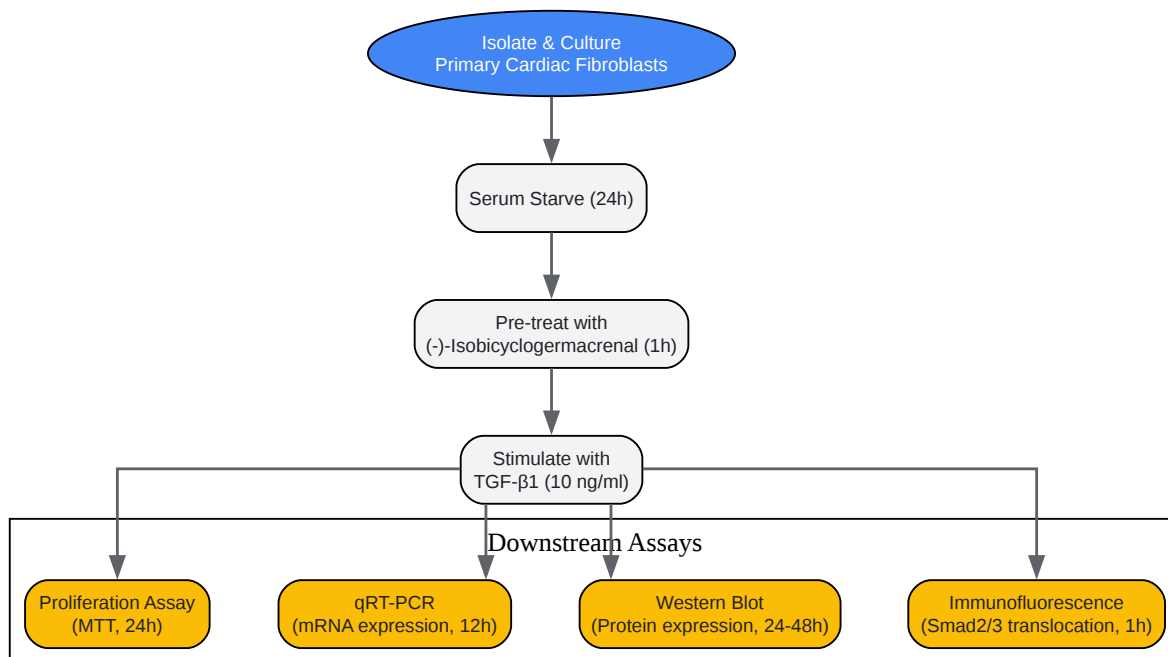 Isolate & Culture
Primary Cardiac Fibroblasts
Serum Starve (24h)
Pre-treat with
(-)-Isobicyclogermacrenal (1h)
Stimulate with
TGF-β1 (10 ng/ml)
Downstream Assays
Proliferation Assay
(MTT, 24h)
qRT-PCR
(mRNA expression, 12h)
Western Blot
(Protein expression, 24-48h)
Immunofluorescence
(Smad2/3 translocation, 1h)